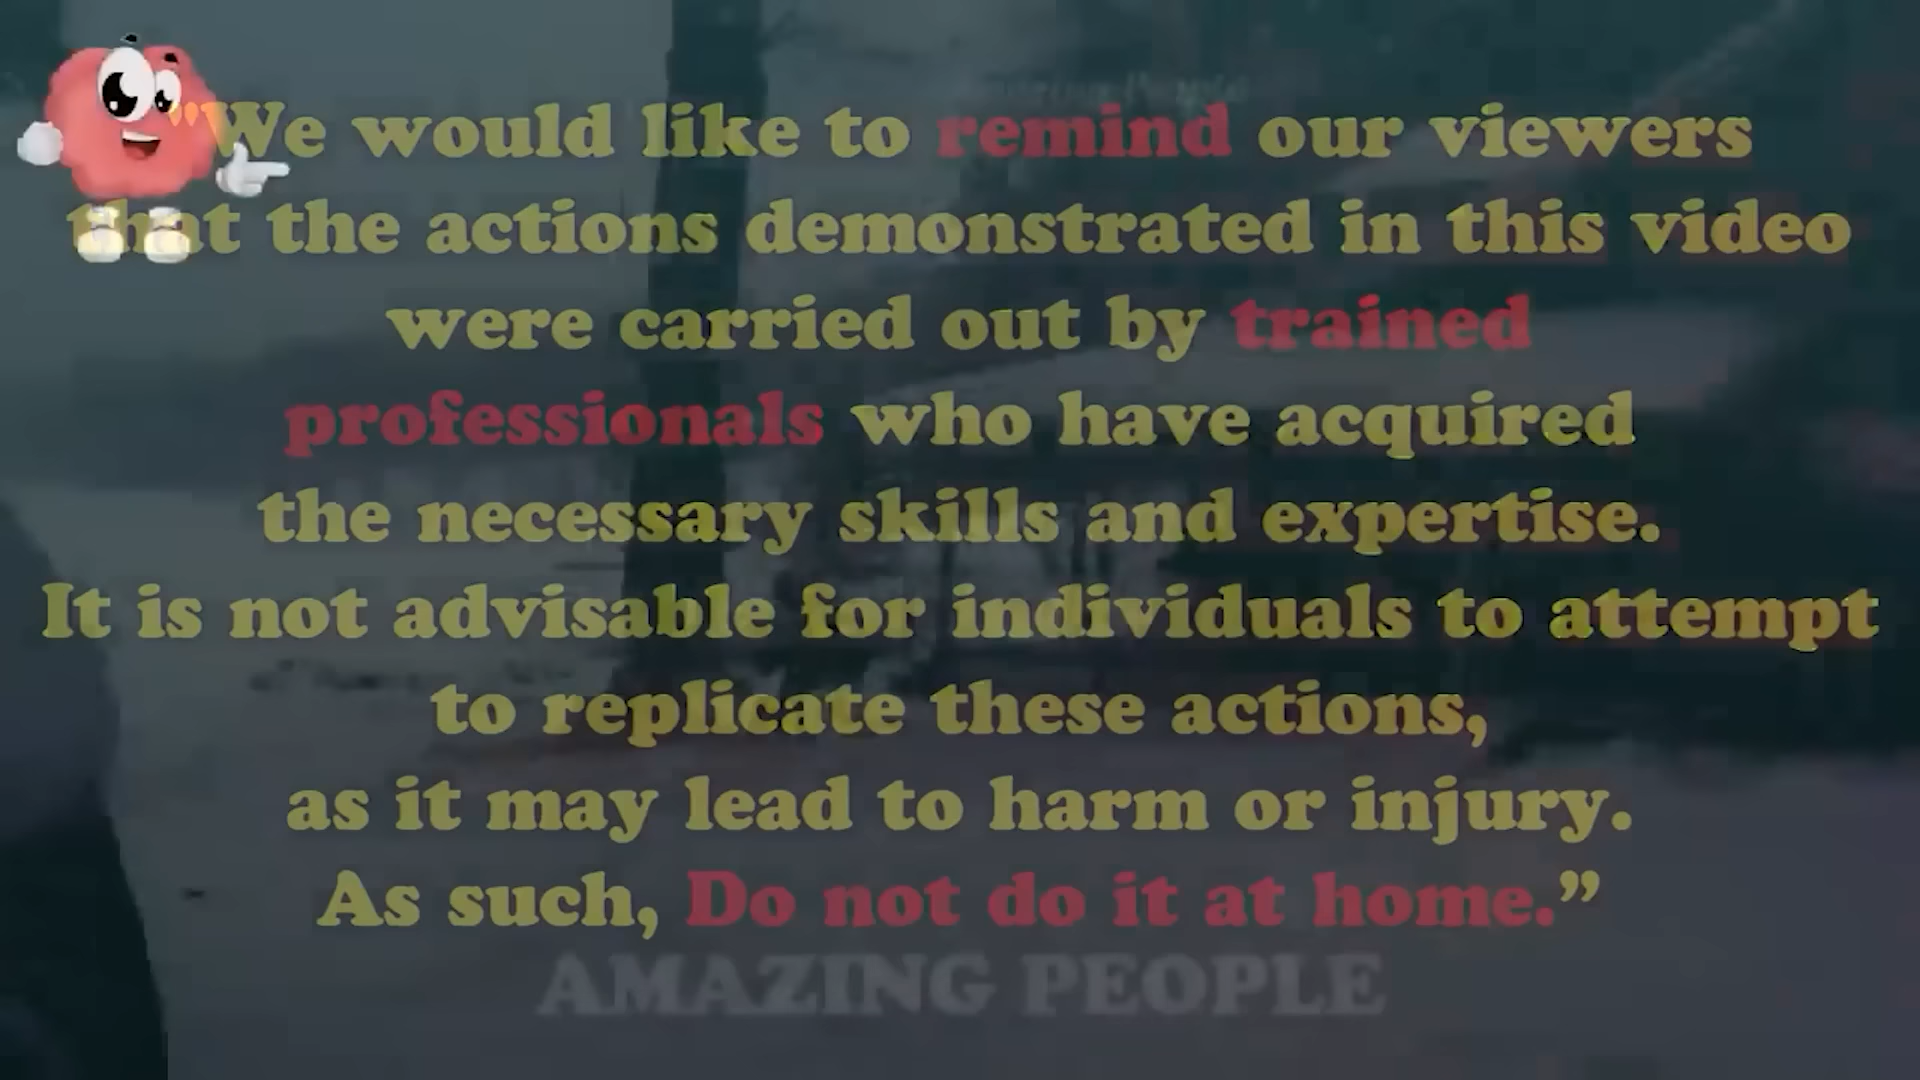 "We would like to remind our viewers
that the actions demonstrated in this video
were carried out by trained
professionals who have acquired
the necessary skills and expertise.
It is not advisable for individuals to attempt
to replicate these actions,
as it may lead to harm or injury.
As such, Do not do it at home.”
AMAZING PEOPLE